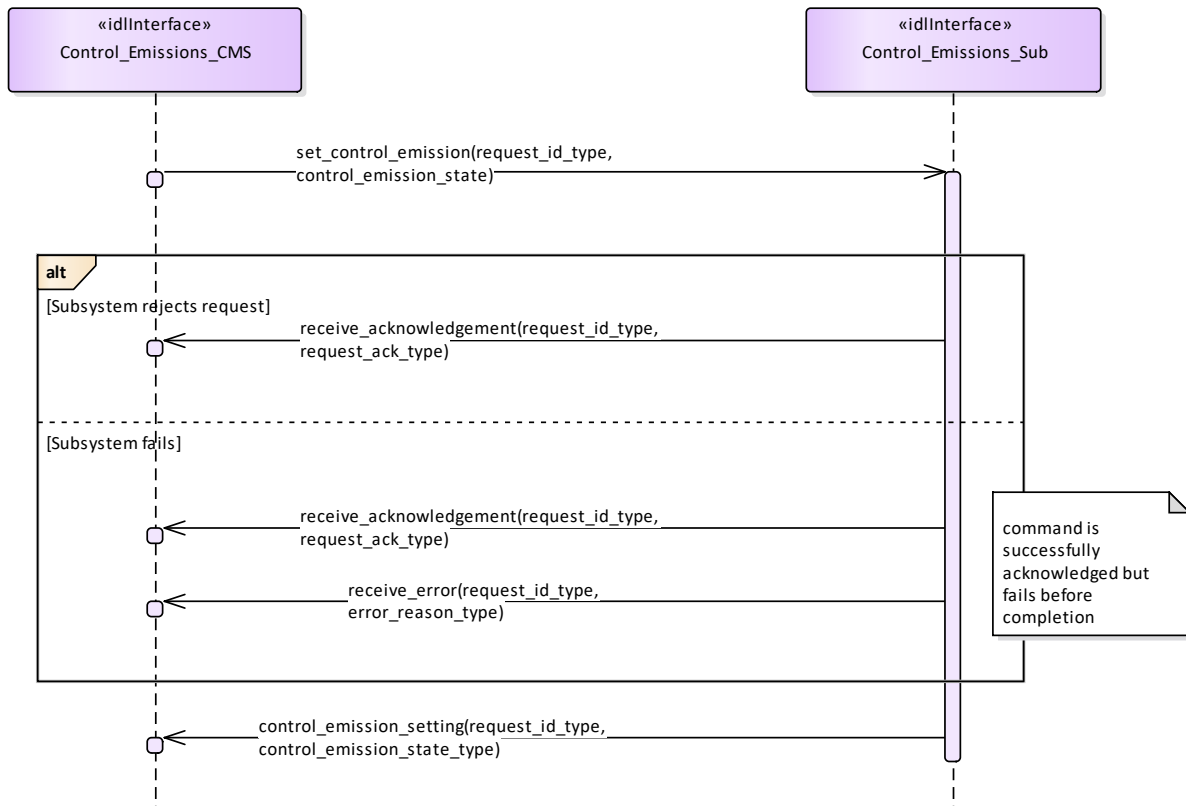 «idlInterface»
Control_Emissions_CMS
«idlInterface»
Control_Emissions_Sub
set_control_emission(request_id_type,
control_emission_state)
alt
[Subsystem rejects request]
receive_acknowledgement(request_id_type,
request_ack_type)
[Subsystem fails]
receive_acknowledgement(request_id_type,
request_ack_type)
command is
successfully
acknowledged but
fails before
completion
receive_error(request_id_type,
error_reason_type)
control_emission_setting(request_id_type,
control_emission_state_type)